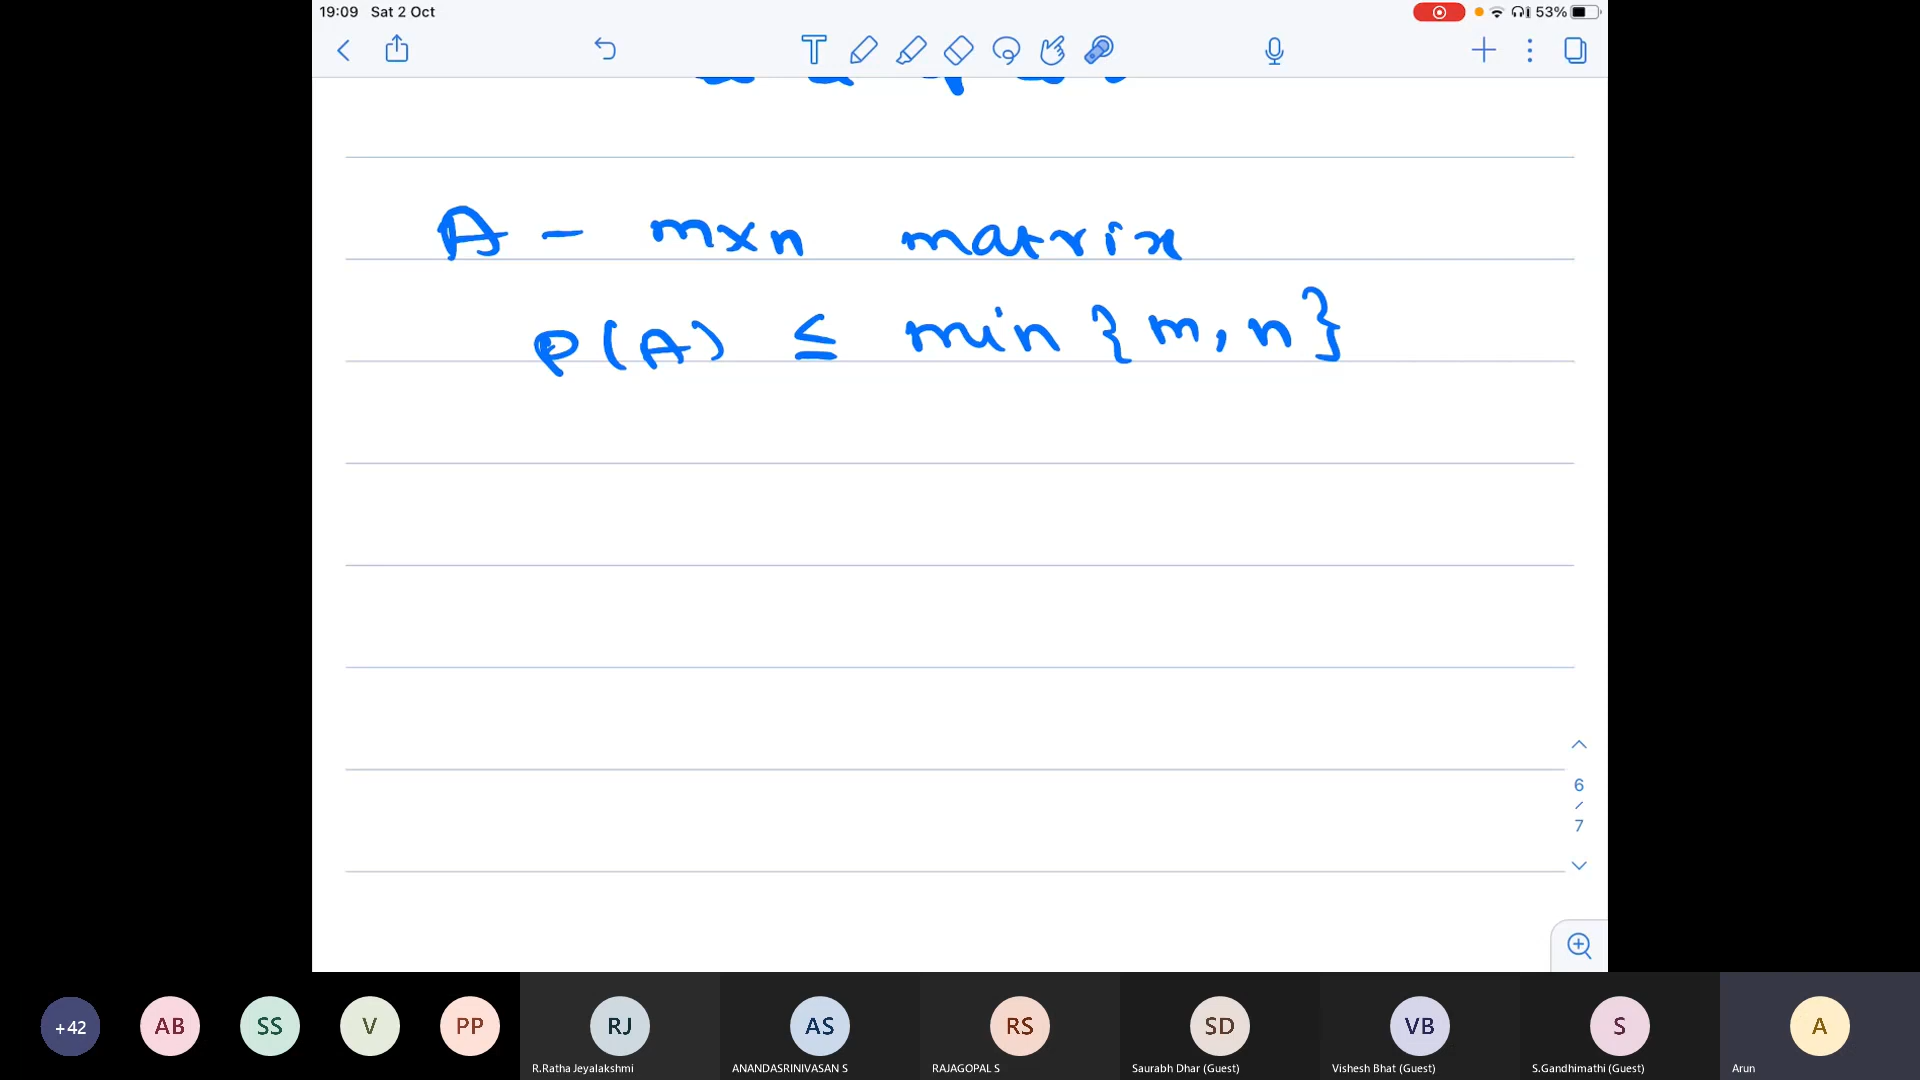 19:09 Sat 2 Oct 53%
A - m×n matrix
ρ(A) ≤ min {m, n}
6
/
7
+42 AB SS V PP RJ AS RS SD VB S A
R.Ratha Jeyalakshmi ANANDASRINIVASAN S RAJAGOPAL S Saurabh Dhar (Guest) Vishesh Bhat (Guest) S.Gandhimathi (Guest) Arun